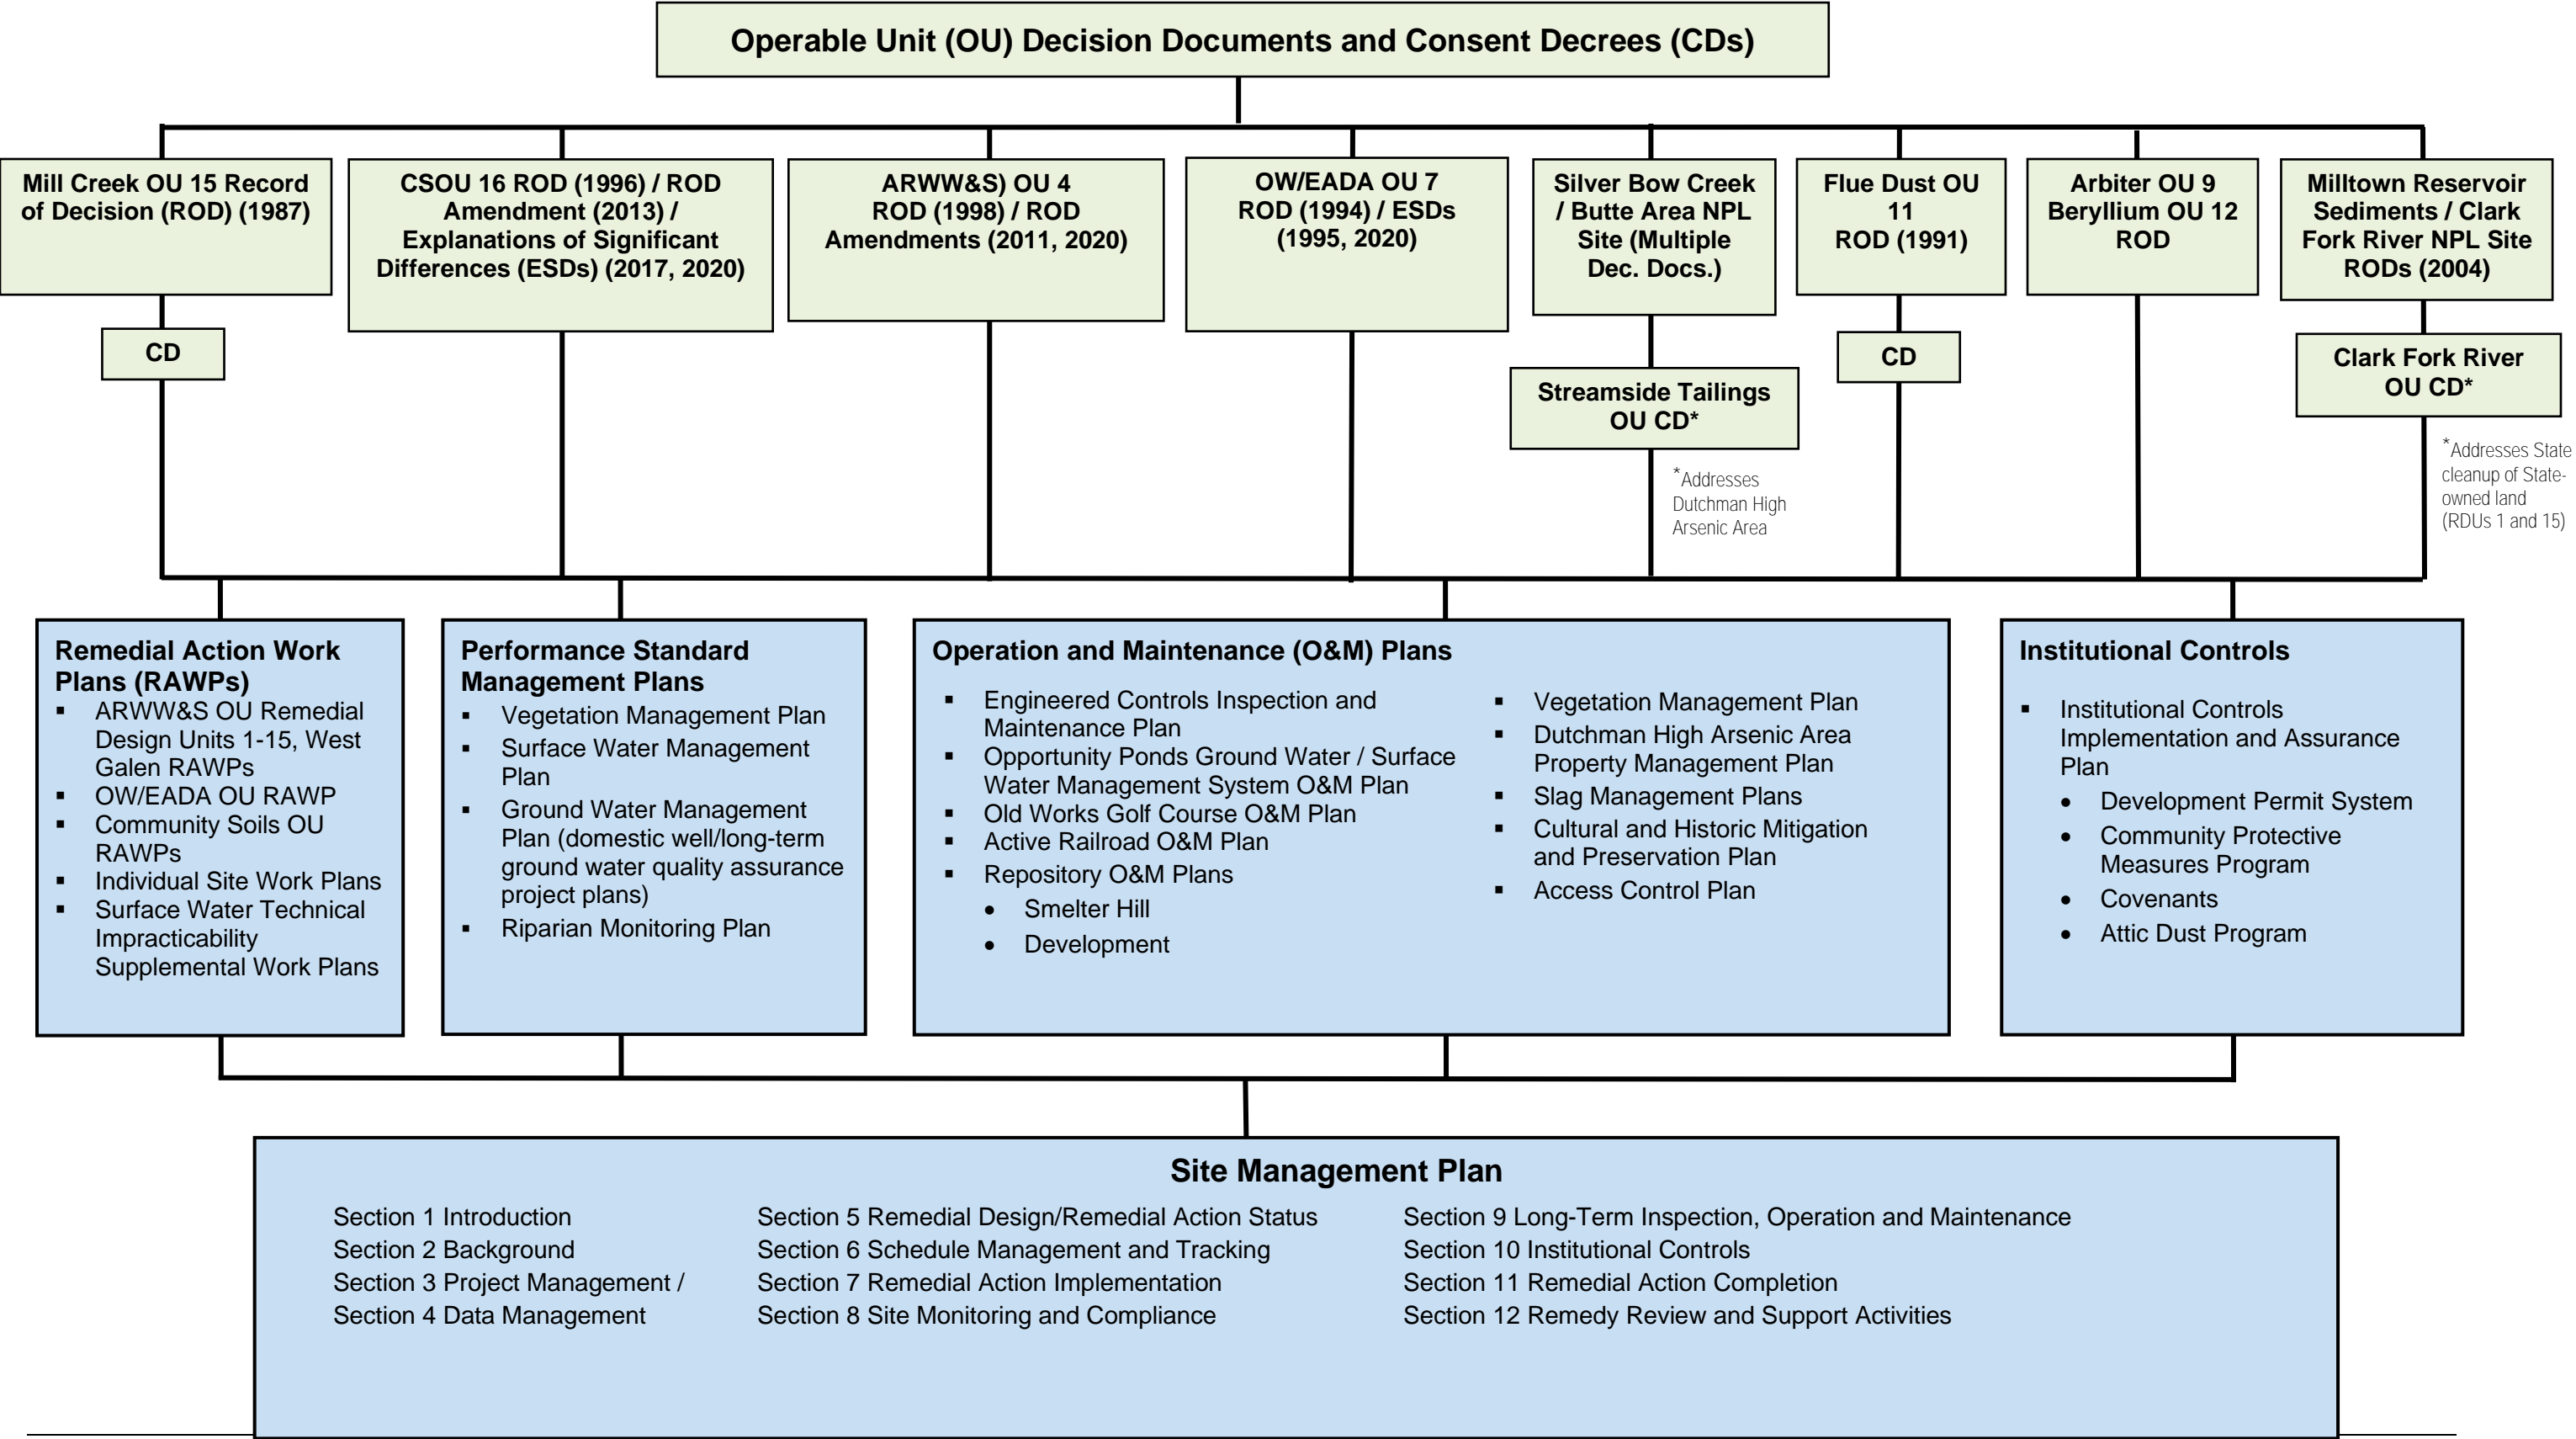 Operable Unit (OU) Decision Documents and Consent Decrees (CDs)
Mill Creek OU 15 Record
of Decision (ROD) (1987)
CD
CSOU 16 ROD (1996) / ROD
Amendment (2013) /
Explanations of Significant
Differences (ESDs) (2017, 2020)
ARWW&S) OU 4
ROD (1998) / ROD
Amendments (2011, 2020)
OW/EADA OU 7
ROD (1994) / ESDs
(1995, 2020)
Silver Bow Creek
/ Butte Area NPL
Site (Multiple
Dec. Docs.)
Streamside Tailings
OU CD*
*Addresses
Dutchman High
Arsenic Area
Flue Dust OU
11
ROD (1991)
CD
Arbiter OU 9
Beryllium OU 12
ROD
Milltown Reservoir
Sediments / Clark
Fork River NPL Site
RODs (2004)
Clark Fork River
OU CD*
*Addresses State
cleanup of State-
owned land
(RDUs 1 and 15)
Remedial Action Work
Plans (RAWPs)
▪ ARWW&S OU Remedial
Design Units 1-15, West
Galen RAWPs
▪ OW/EADA OU RAWP
▪ Community Soils OU
RAWPs
▪ Individual Site Work Plans
▪ Surface Water Technical
Impracticability
Supplemental Work Plans
Performance Standard
Management Plans
▪ Vegetation Management Plan
▪ Surface Water Management
Plan
▪ Ground Water Management
Plan (domestic well/long-term
ground water quality assurance
project plans)
▪ Riparian Monitoring Plan
Operation and Maintenance (O&M) Plans
▪ Engineered Controls Inspection and
Maintenance Plan
▪ Opportunity Ponds Ground Water / Surface
Water Management System O&M Plan
▪ Old Works Golf Course O&M Plan
▪ Active Railroad O&M Plan
▪ Repository O&M Plans
• Smelter Hill
• Development
▪ Vegetation Management Plan
▪ Dutchman High Arsenic Area
Property Management Plan
▪ Slag Management Plans
▪ Cultural and Historic Mitigation
and Preservation Plan
▪ Access Control Plan
Institutional Controls
▪ Institutional Controls
Implementation and Assurance
Plan
• Development Permit System
• Community Protective
Measures Program
• Covenants
• Attic Dust Program
Site Management Plan
Section 1 Introduction
Section 2 Background
Section 3 Project Management /
Section 4 Data Management
Section 5 Remedial Design/Remedial Action Status
Section 6 Schedule Management and Tracking
Section 7 Remedial Action Implementation
Section 8 Site Monitoring and Compliance
Section 9 Long-Term Inspection, Operation and Maintenance
Section 10 Institutional Controls
Section 11 Remedial Action Completion
Section 12 Remedy Review and Support Activities